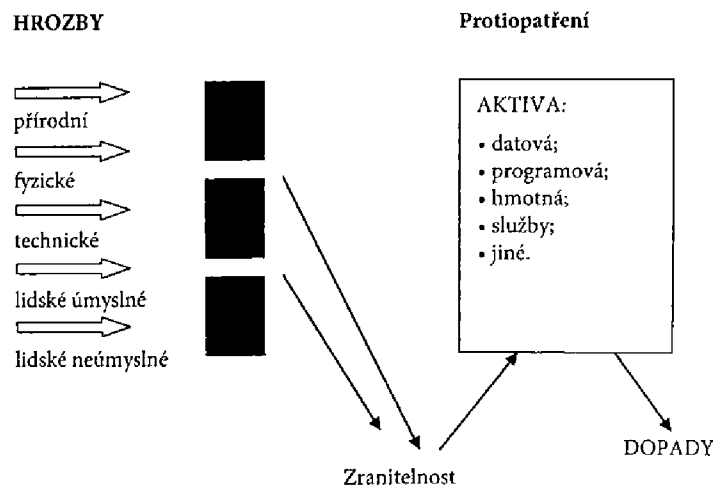 HROZBY
Protiopatření
přírodní
fyzické
technické
lidské úmyslné
lidské neúmyslné
AKTIVA:
• datová;
• programová;
• hmotná;
• služby;
• jiné.
DOPADY
Zranitelnost